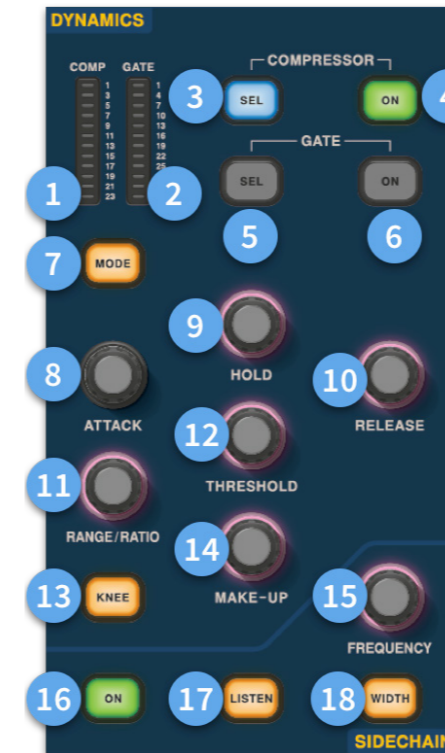 DYNAMICS
COMP GATE
COMPRESSOR
1 1
3 4
5 7
7 10
9 13
11 16
13 19
15 22
17 25
19
21
23
3 SEL ON 4
GATE
SEL ON
1 2 5 6
7 MODE
9
HOLD
8 10
ATTACK RELEASE
12
THRESHOLD
11
RANGE/RATIO
14
MAKE-UP
13 KNEE 15
FREQUENCY
16 ON 17 LISTEN 18 WIDTH
SIDECHAIN